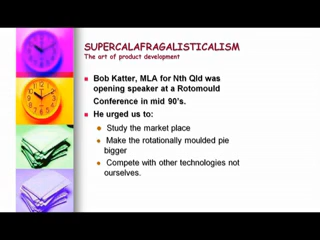 SUPERCALAFRAGALISTICALISM
The art of product development
Bob Katter, MLA for Nth Qld was
opening speaker at a Rotomould
Conference in mid 90's.
He urged us to:
Study the market place
Make the rotationally moulded pie
bigger
Compete with other technologies not
ourselves.